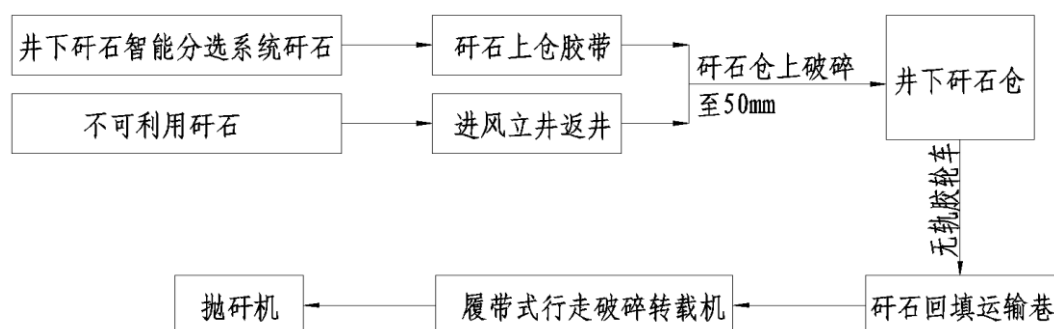 井下矸石智能分选系统矸石
矸石上仓胶带
矸石仓上破碎
至50mm
井下矸石仓
不可利用矸石
进风立井返井
无轨胶轮车
抛矸机
履带式行走破碎转载机
矸石回填运输巷